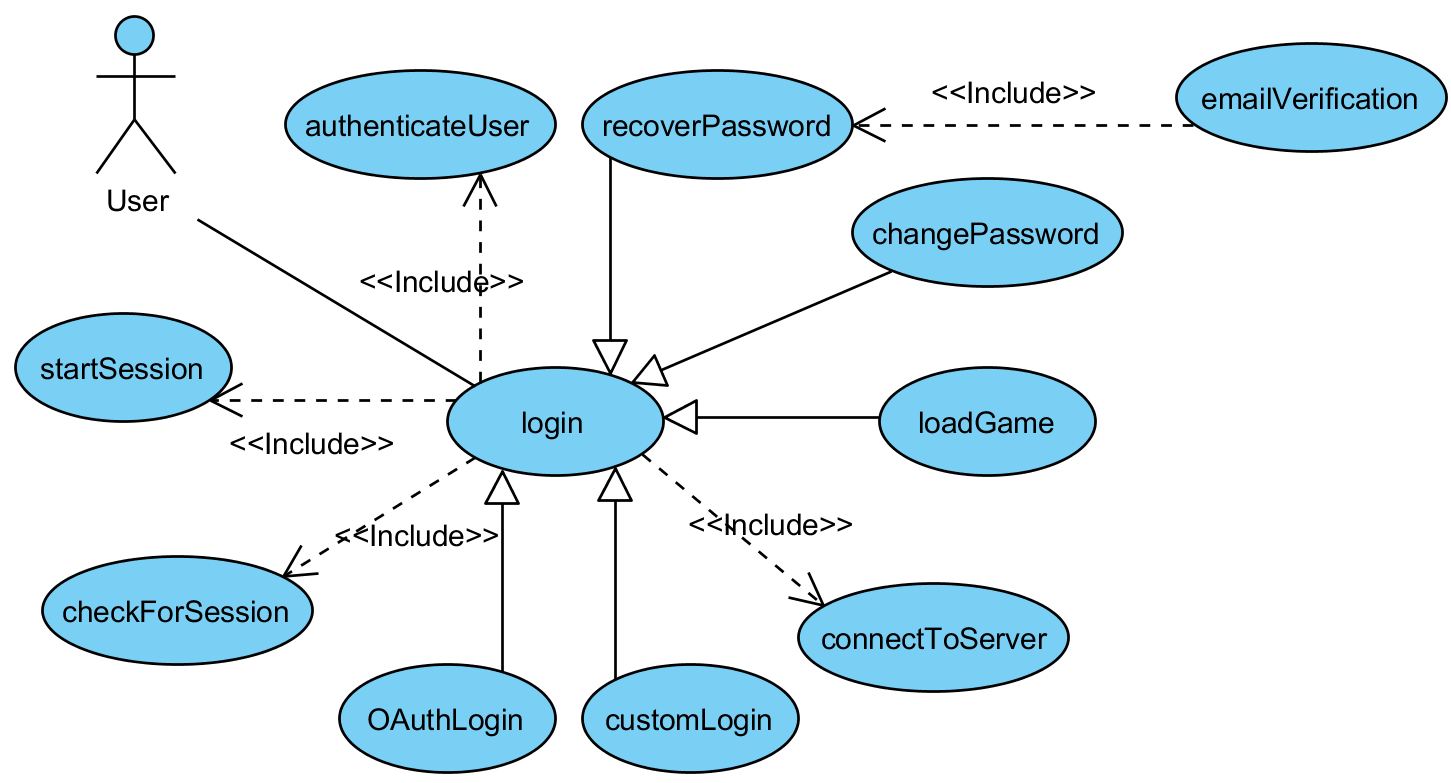 <<Include>>
emailVerification
authenticateUser
recoverPassword
User
changePassword
<<Include>>
startSession
login
loadGame
<<Include>>
<<Include>>
<<Include>>
checkForSession
connectToServer
OAuthLogin
customLogin